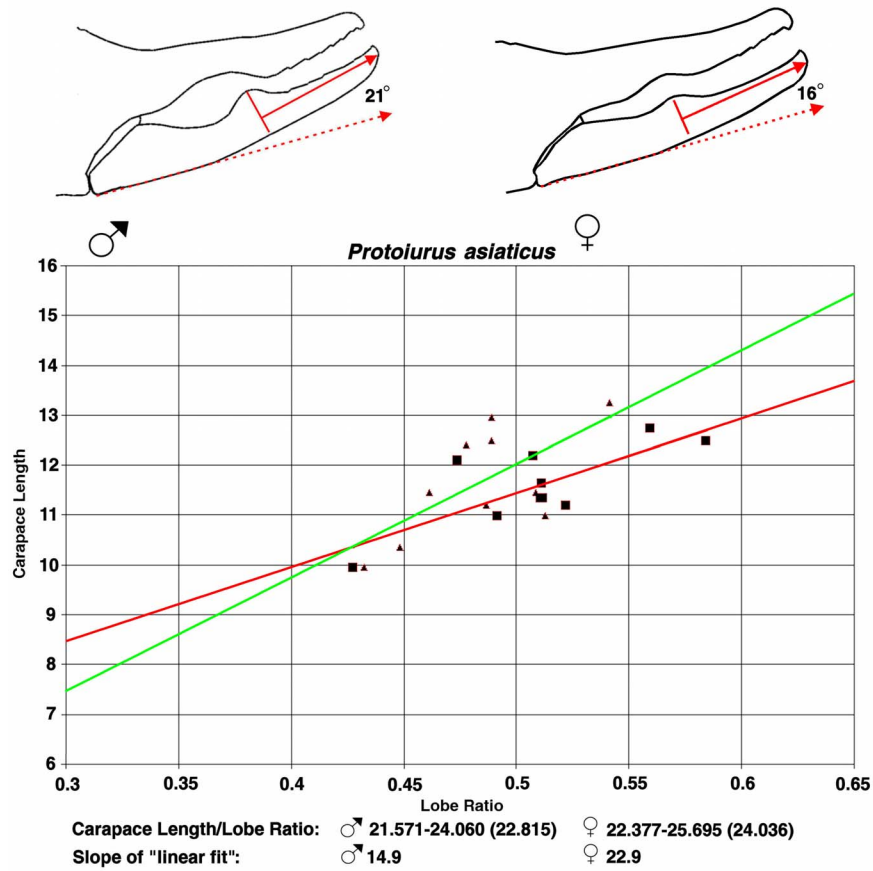 21°
16°
♂ Protoiurus asiaticus ♀
16
15
14
13
12
11
10
9
8
7
6
Carapace Length
0.3 0.35 0.4 0.45 0.5 0.55 0.6 0.65
Lobe Ratio
Carapace Length/Lobe Ratio: ♂ 21.571-24.060 (22.815) ♀ 22.377-25.695 (24.036)
Slope of "linear fit": ♂ 14.9 ♀ 22.9